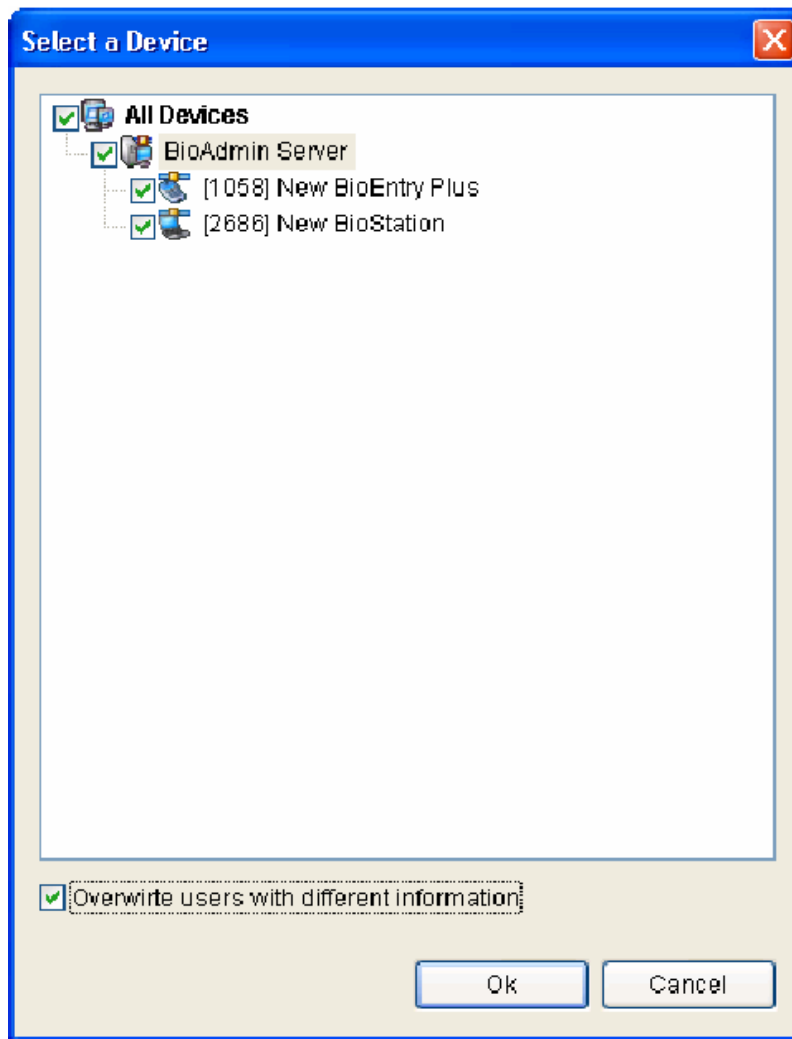 Select a Device
All Devices
BioAdmin Server
[1058] New BioEntry Plus
[2686] New BioStation
Overwirte users with different information
Ok
Cancel